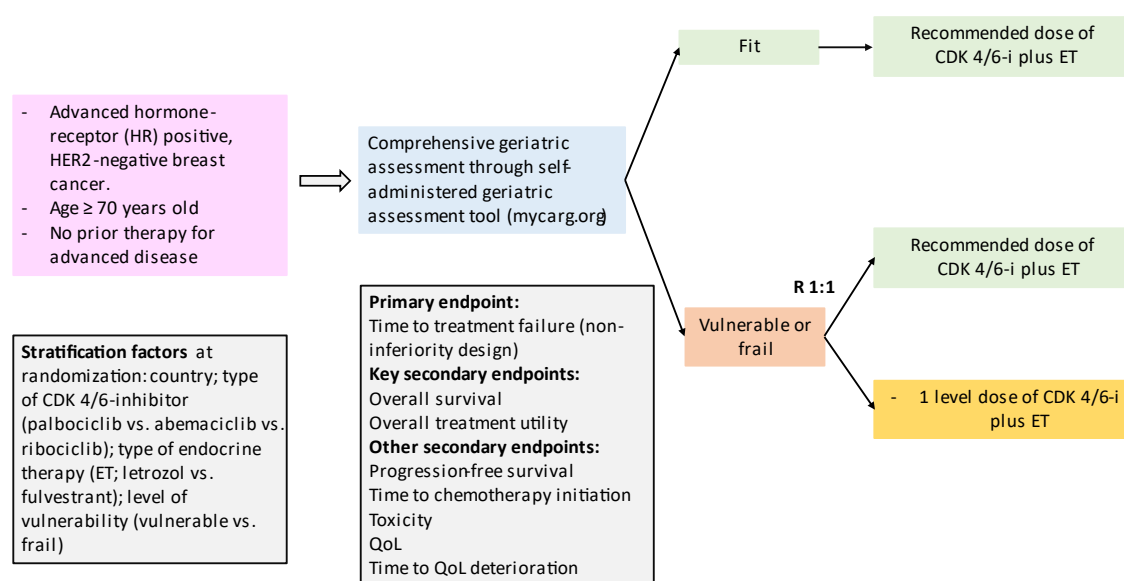 - Advanced hormone-
receptor (HR) positive,
HER2-negative breast
cancer.
- Age ≥ 70 years old
- No prior therapy for
advanced disease
Stratification factors at
randomization: country; type
of CDK 4/6-inhibitor
(palbociclib vs. abemaciclib vs.
ribociclib); type of endocrine
therapy (ET; letrozol vs.
fulvestrant); level of
vulnerability (vulnerable vs.
frail)
Comprehensive geriatric
assessment through self-
administered geriatric
assessment tool (mycarg.org)
Primary endpoint:
Time to treatment failure (non-
inferiority design)
Key secondary endpoints:
Overall survival
Overall treatment utility
Other secondary endpoints:
Progression-free survival
Time to chemotherapy initiation
Toxicity
QoL
Time to QoL deterioration
Fit
Recommended dose of
CDK 4/6-i plus ET
Vulnerable or
frail
R 1:1
Recommended dose of
CDK 4/6-i plus ET
- 1 level dose of CDK 4/6-i
plus ET